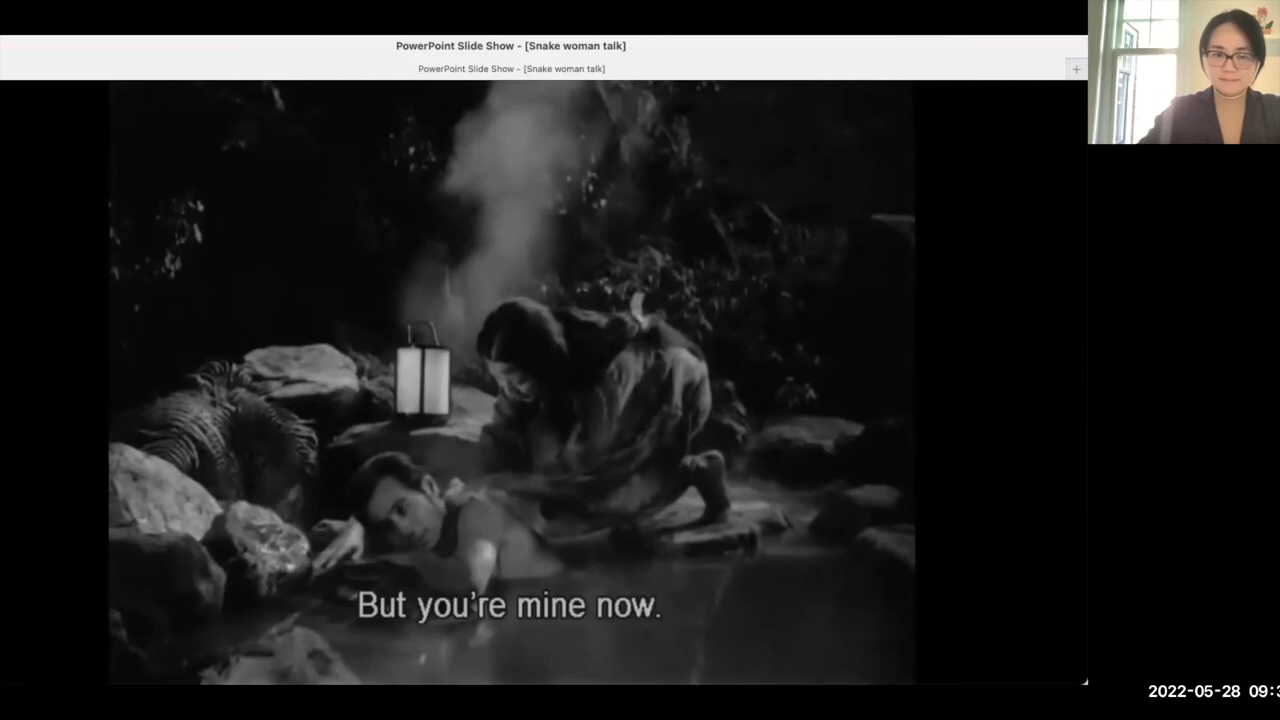 PowerPoint Slide Show - [Snake woman talk]
PowerPoint Slide Show - [Snake woman talk]
+
But you're mine now.
2022-05-28 09:3